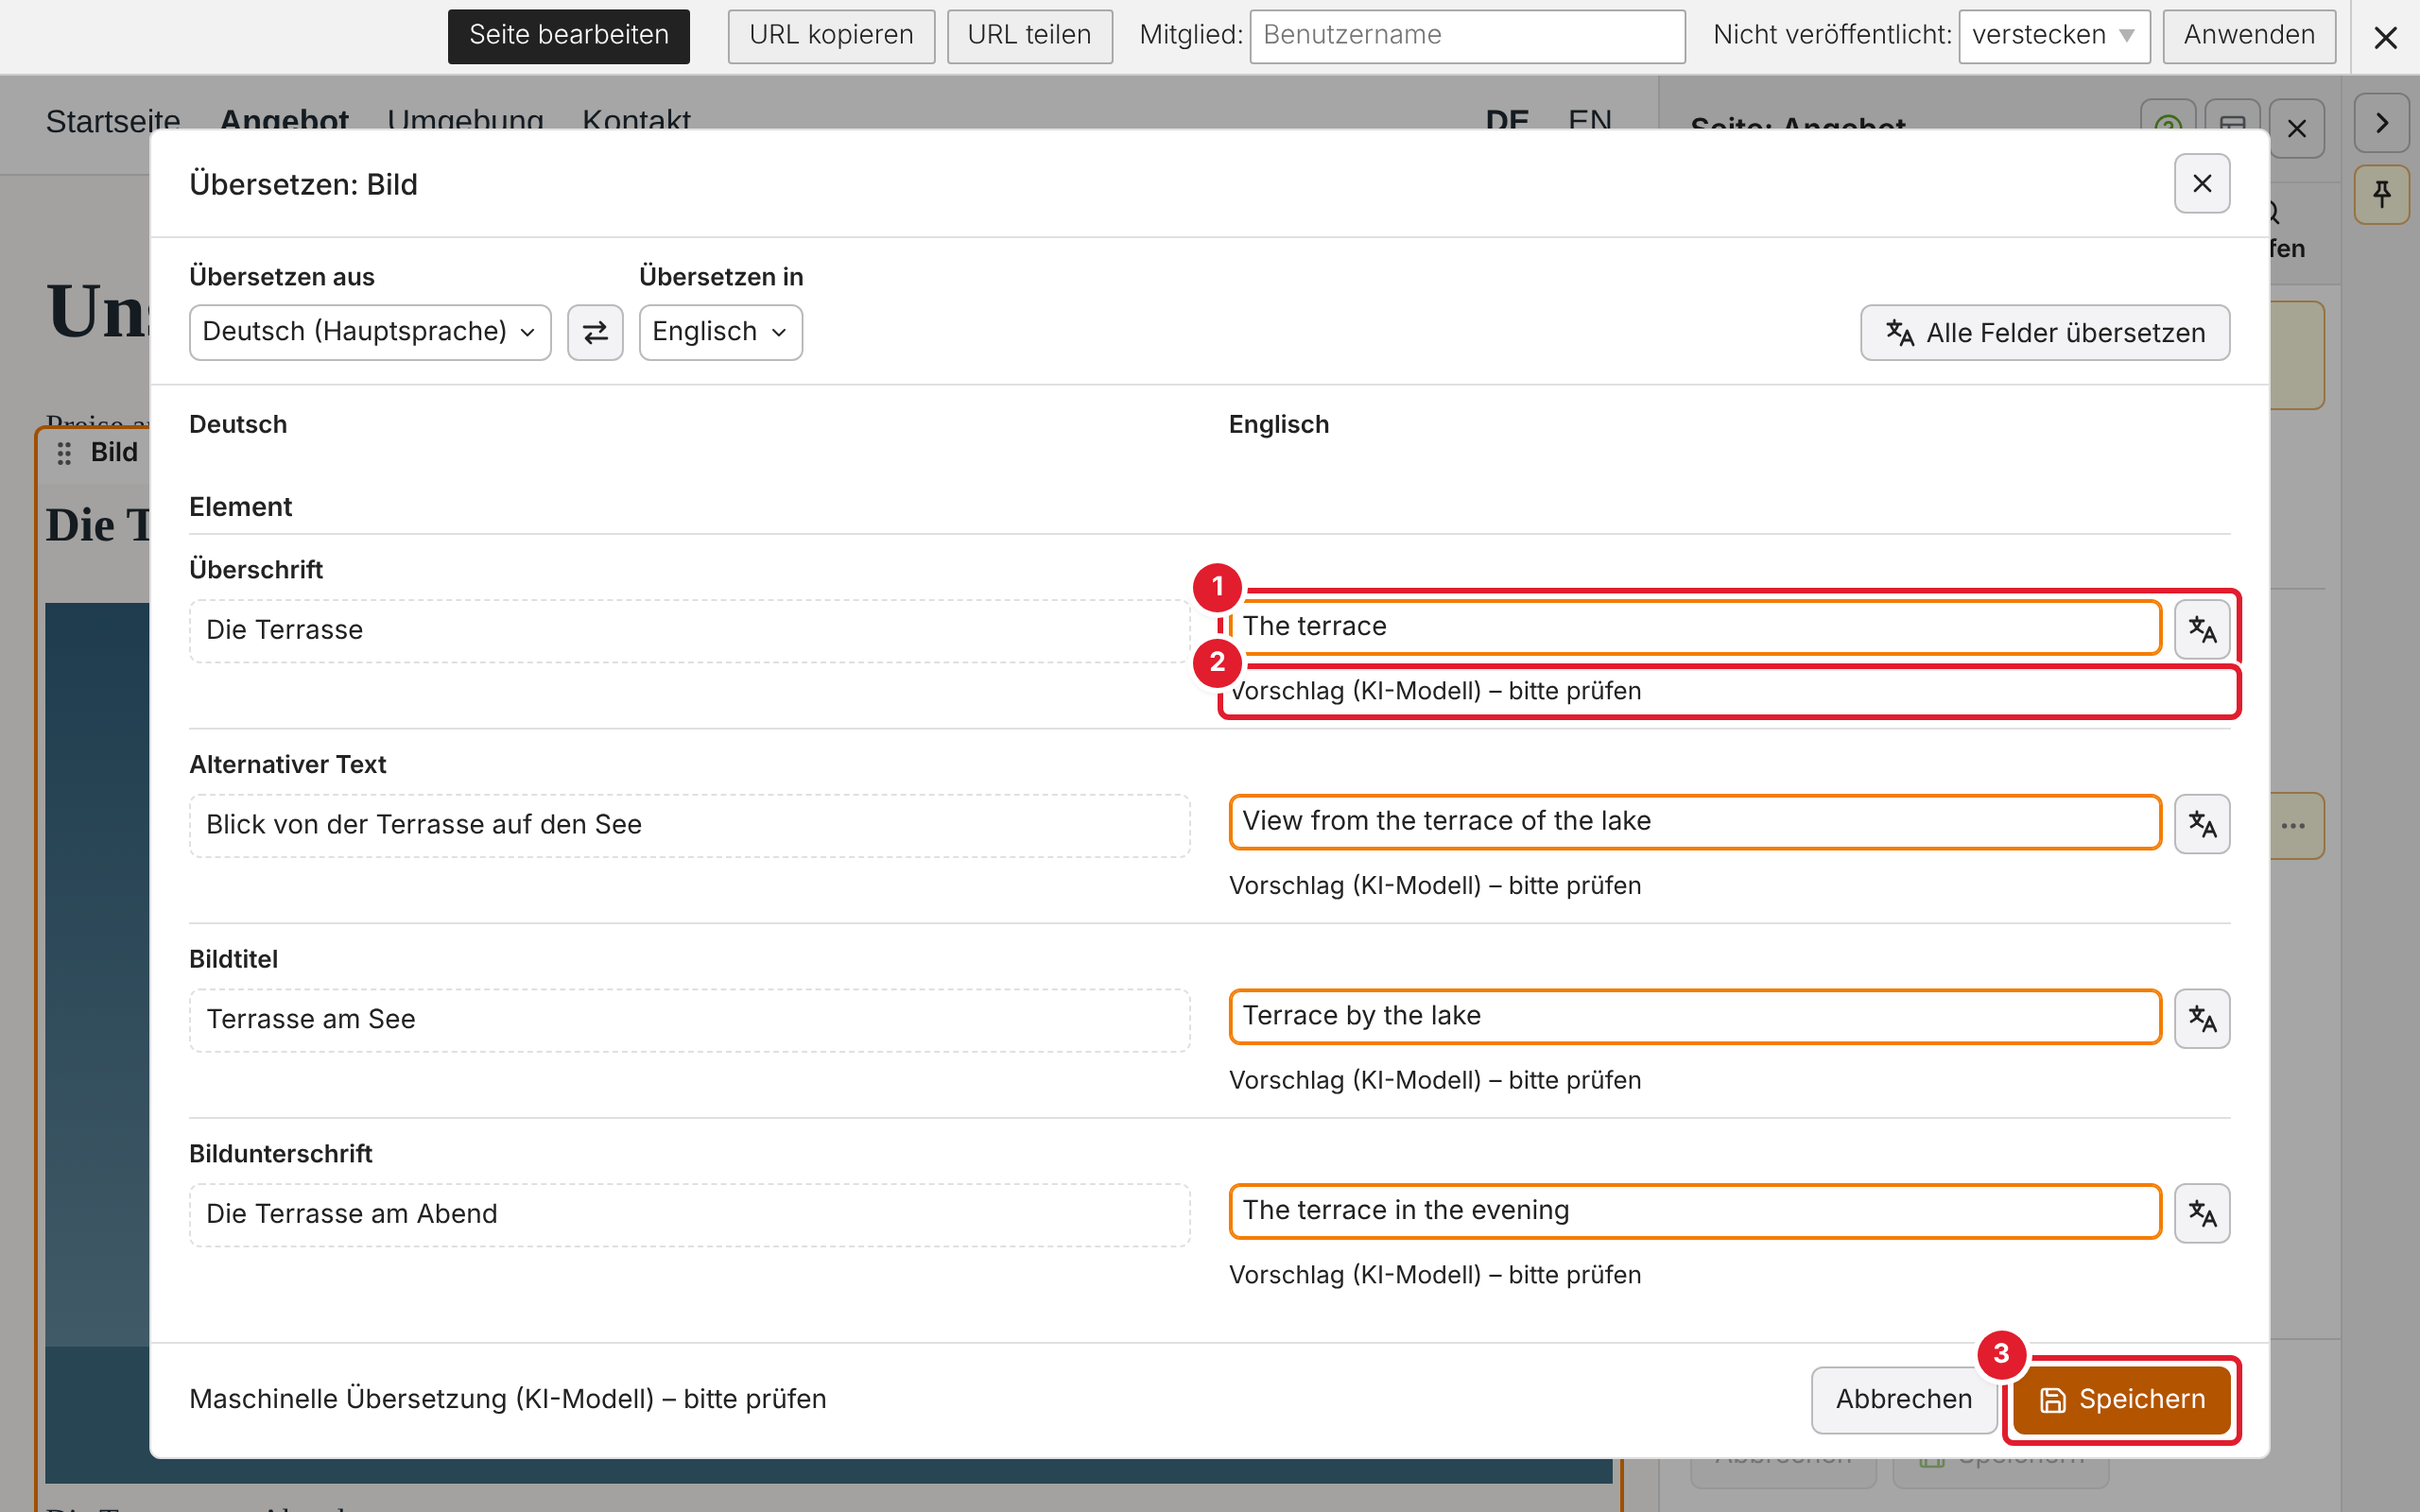 Seite bearbeiten URL kopieren URL teilen Mitglied: Benutzername Nicht veröffentlicht: verstecken Anwenden
Startseite Angebot Umgebung Kontakt DE EN Seite: Angebot
Übersetzen: Bild
Übersetzen aus Übersetzen in
Deutsch (Hauptsprache) Englisch Alle Felder übersetzen
Deutsch Englisch
Bild
Element
Die
Überschrift
1
Die Terrasse The terrace
2
Vorschlag (KI-Modell) – bitte prüfen
Alternativer Text
Blick von der Terrasse auf den See View from the terrace of the lake
Vorschlag (KI-Modell) – bitte prüfen
Bildtitel
Terrasse am See Terrace by the lake
Vorschlag (KI-Modell) – bitte prüfen
Bildunterschrift
Die Terrasse am Abend The terrace in the evening
Vorschlag (KI-Modell) – bitte prüfen
3
Maschinelle Übersetzung (KI-Modell) – bitte prüfen Abbrechen Speichern
Abbrechen Speichern